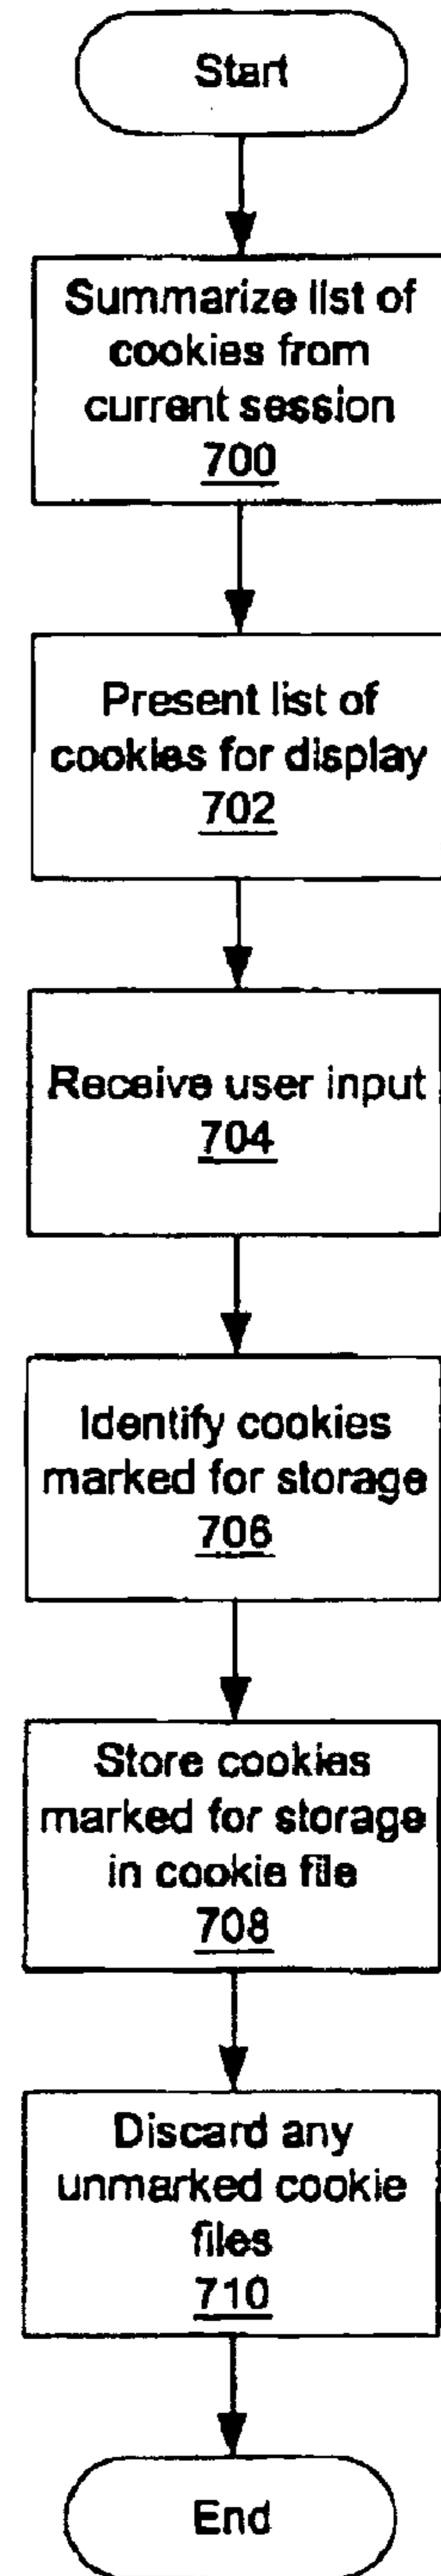 Start
Summarize list of
cookies from
current session
700
Present list of
cookies for display
702
Receive user input
704
Identify cookies
marked for storage
706
Store cookies
marked for storage
in cookie file
708
Discard any
unmarked cookie
files
710
End